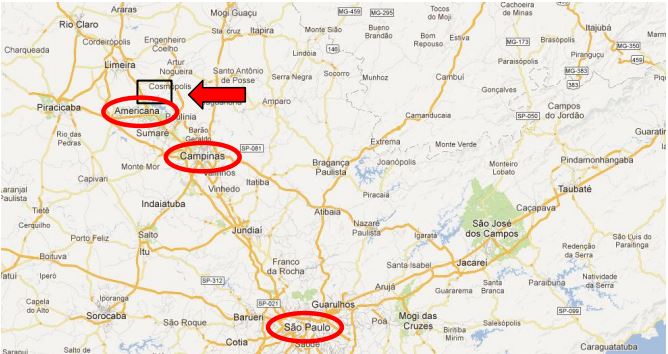 Araras
Mogi Guaçu
MG-459
MG-295
Tocos
do Moji
Cachoeira
de Minas
Rio Claro
Itapira
Monte Sião
Bueno
Brandão
Bom
Repouso
Estiva
MG-173
Itajubá
Marm
Charqueada
Cordeirópolis
Engenheiro
Coelho
Lindóia
146
Brasópolis
Piranguçu
MG-350
459
Limeira
Artur
Nogueira
Santo Antônio
de Posse
Serra Negra
Socorro
Munhoz
Cambuí
Paraisópolis
MG-383
383
Cosmópolis
Gonçalves
Piracicaba
Americana
Amparo
Camanducaia
SP-050
Campos
do Jordão
Rio das
Pedras
Sumaré
Barão
Geraldo
SP-081
Extrema
Monte Verde
Guaratin
Campinas
Monte Mor
Valinhos
Bragança
Paulista
Joanópolis
Monteiro
Lobato
Pindamonhangaba
Capivari
Vinhedo
Itatiba
Piracaia
Taubaté
aranjal
Paulista
Tietê
Indaiatuba
Atibaia
Caçapava
Cerquilho
Porto Feliz
Salto
Itu
Jundiaí
Nazaré
Paulista
Igaratá
São José
dos Campos
Redenção
da Serra
São Luís do
Paraitinga
Boituva
Franco
da Rocha
Santa Isabel
Jacareí
Iperó
SP-312
Arujá
Guararema
Santa
Branca
Paraibuna
Natividade
da Serra
Capela
do Alto
Iporanga
Sorocaba
São Roque
SP-021
Barueri
Guarulhos
São Paulo
Poa
Mogi das
Cruzes
Biritiba
Mirim
Salesópolis
SP-099
Cotia
Saúde
Sarapuí
Salto de
Caraguatatuba